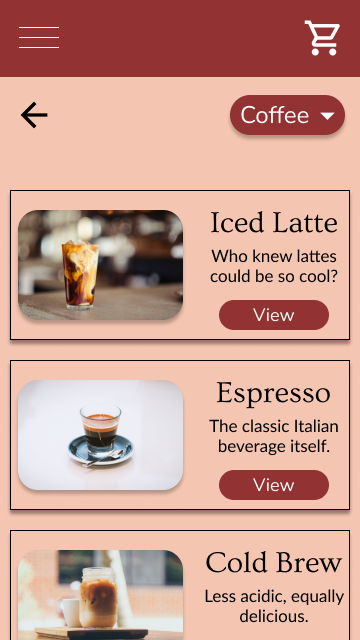 Coffee
Iced Latte
Who knew lattes
could be so cool?
View
Espresso
The classic Italian
beverage itself.
View
Cold Brew
Less acidic, equally
delicious.